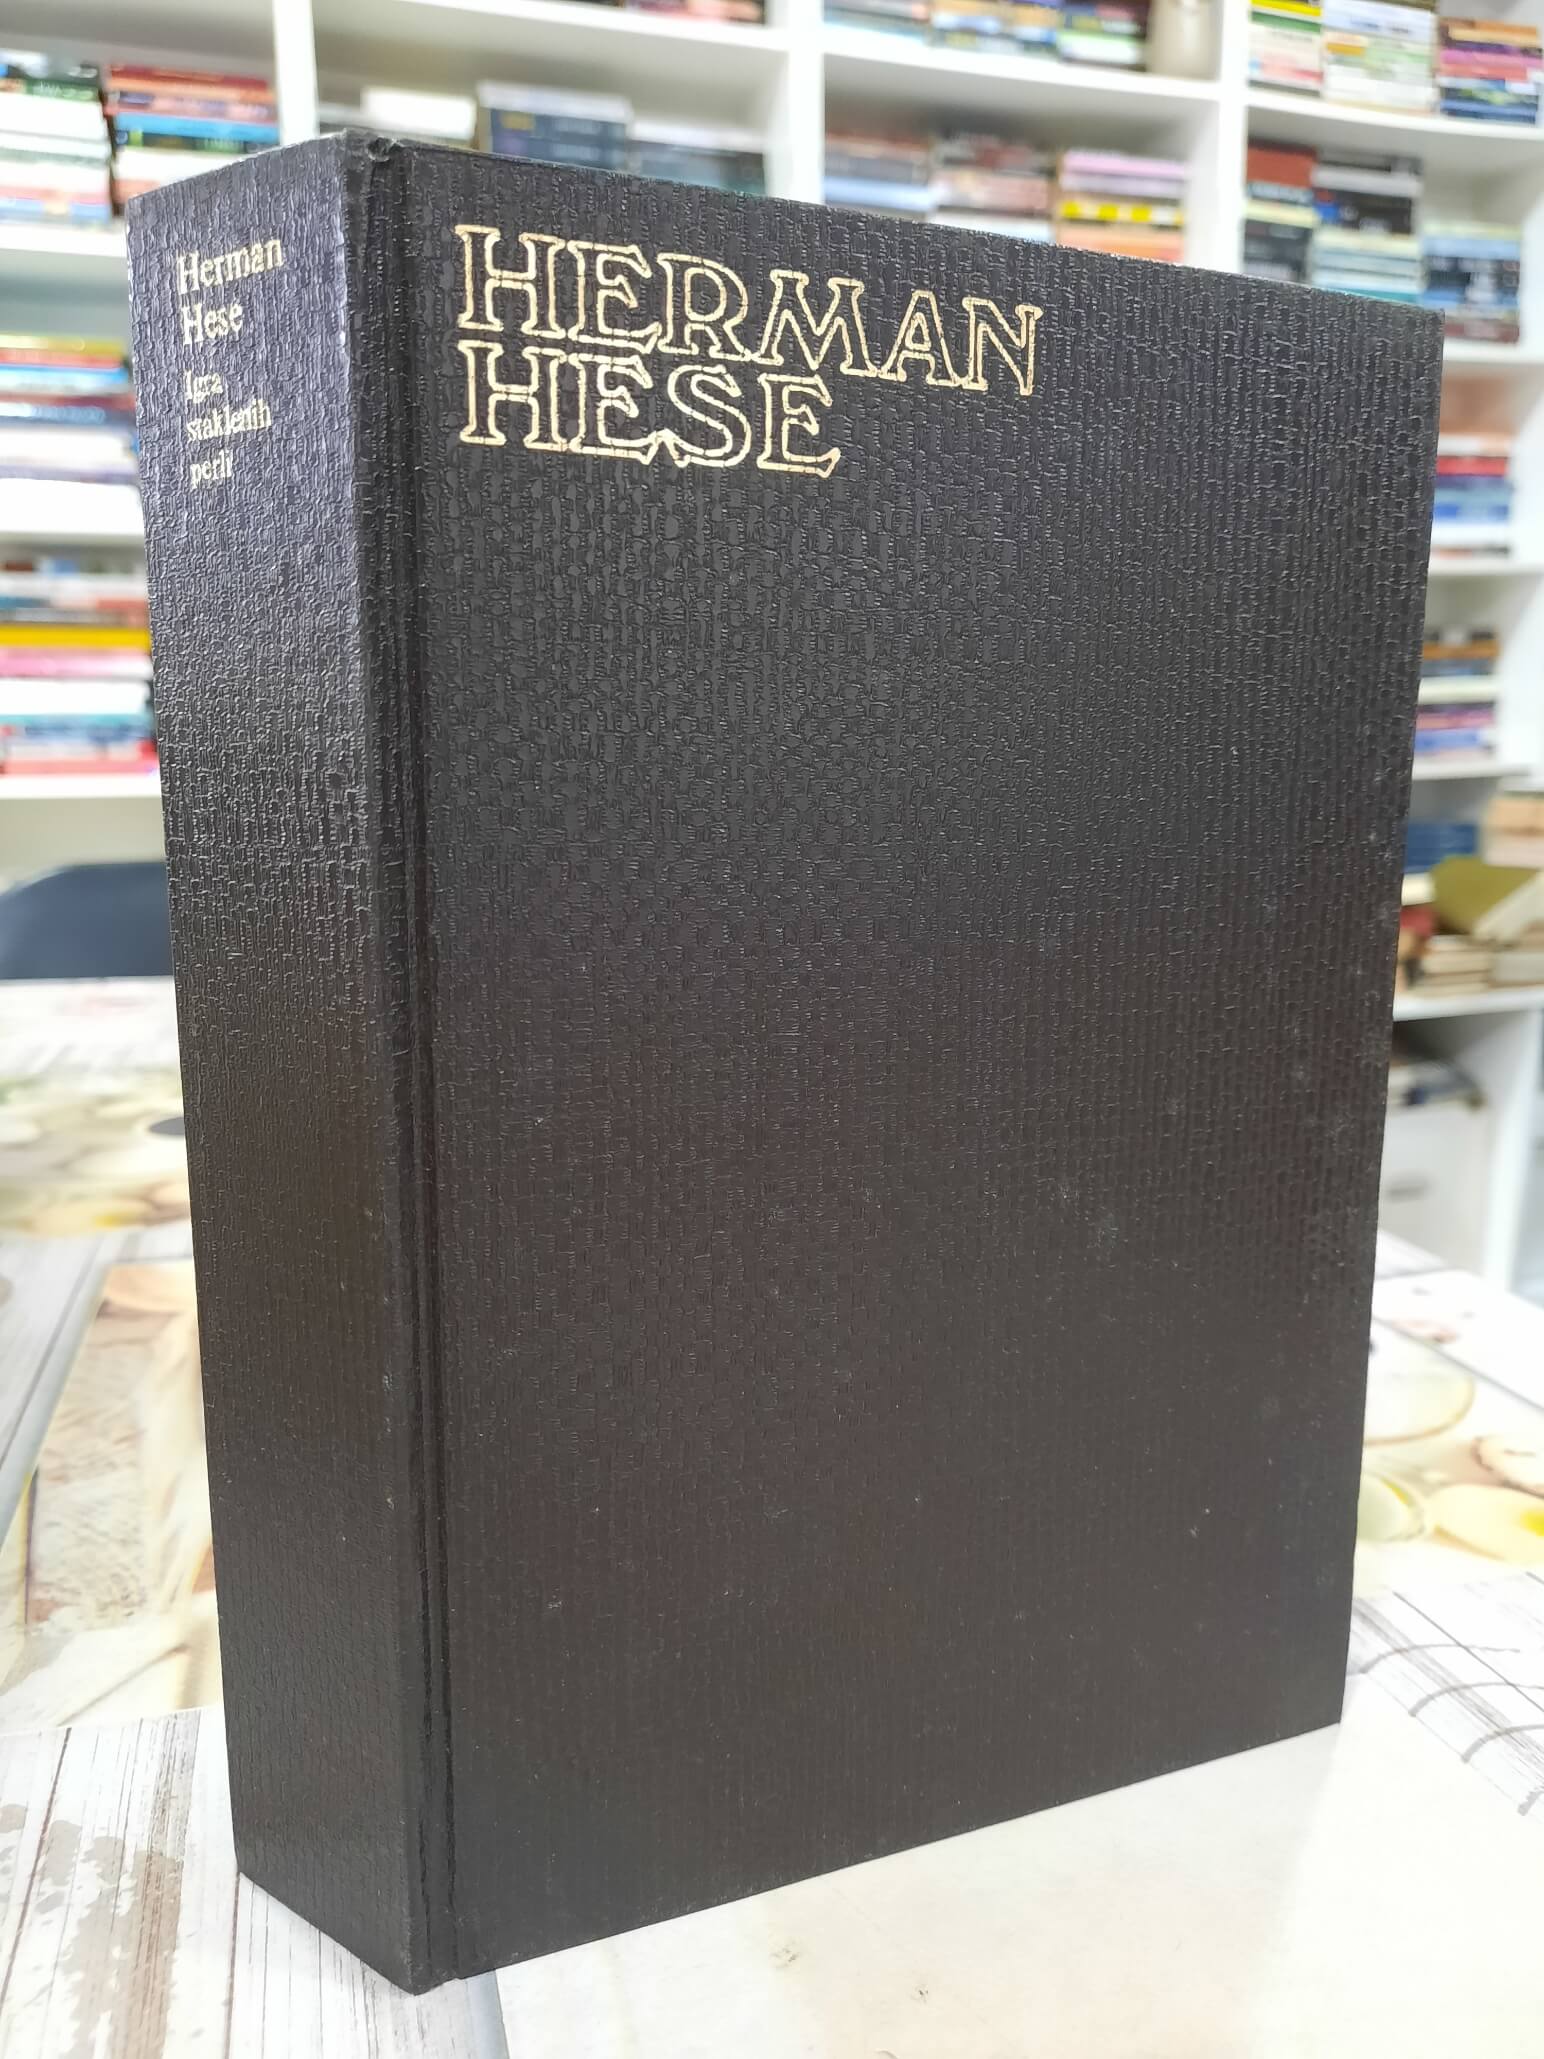 Herman
Hese
Igra
staklenih
perli
HERMAN
HESE